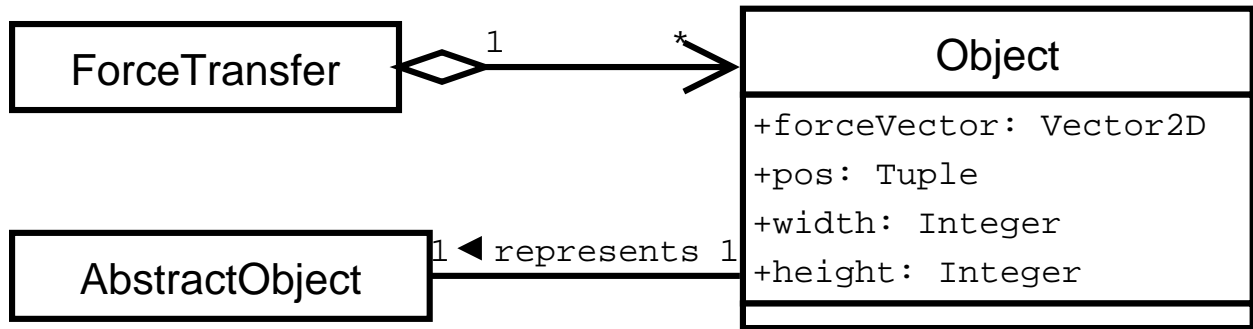 ForceTransfer
1
*
Object
+forceVector: Vector2D
+pos: Tuple
+width: Integer
+height: Integer
AbstractObject
1 ◀ represents 1